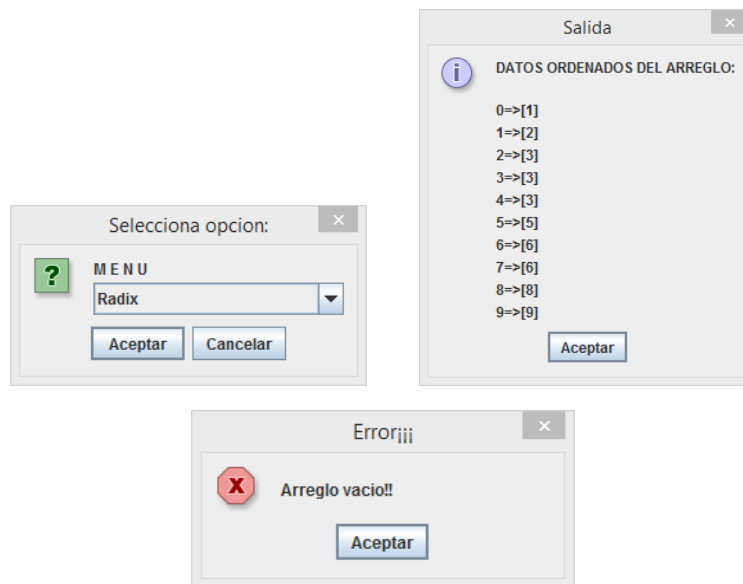 Selecciona opcion:
M E N U
Radix
Aceptar
Cancelar
Salida
DATOS ORDENADOS DEL ARREGLO:
0=>[1]
1=>[2]
2=>[3]
3=>[3]
4=>[3]
5=>[5]
6=>[6]
7=>[6]
8=>[8]
9=>[9]
Aceptar
Error¡¡¡
Arreglo vacio!!
Aceptar